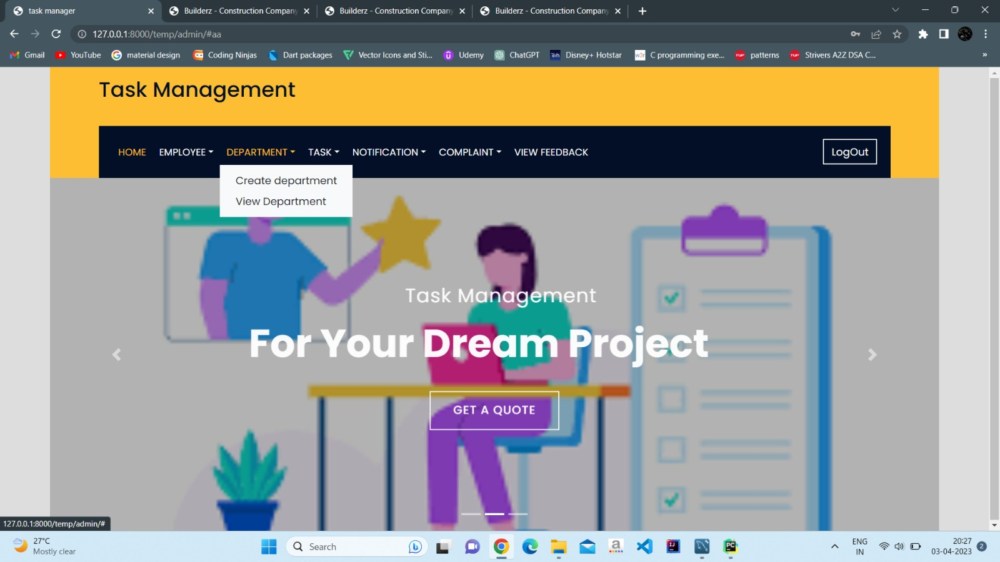 task manager
Builderz - Construction Company
Builderz - Construction Company
Builderz - Construction Company
127.0.0.1:8000/temp/admin/#aa
Gmail
YouTube
material design
Coding Ninjas
Dart packages
Vector Icons and Sti...
Udemy
ChatGPT
Disney+ Hotstar
C programming exe...
patterns
Strivers A2Z DSA C...
»
Task Management
HOME
EMPLOYEE
DEPARTMENT
TASK
NOTIFICATION
COMPLAINT
VIEW FEEDBACK
LogOut
Create department
View Department
Task Management
For Your Dream Project
GET A QUOTE
127.0.0.1:8000/temp/admin/#
27°C
Mostly clear
Search
ENG
IN
20:27
03-04-2023
2